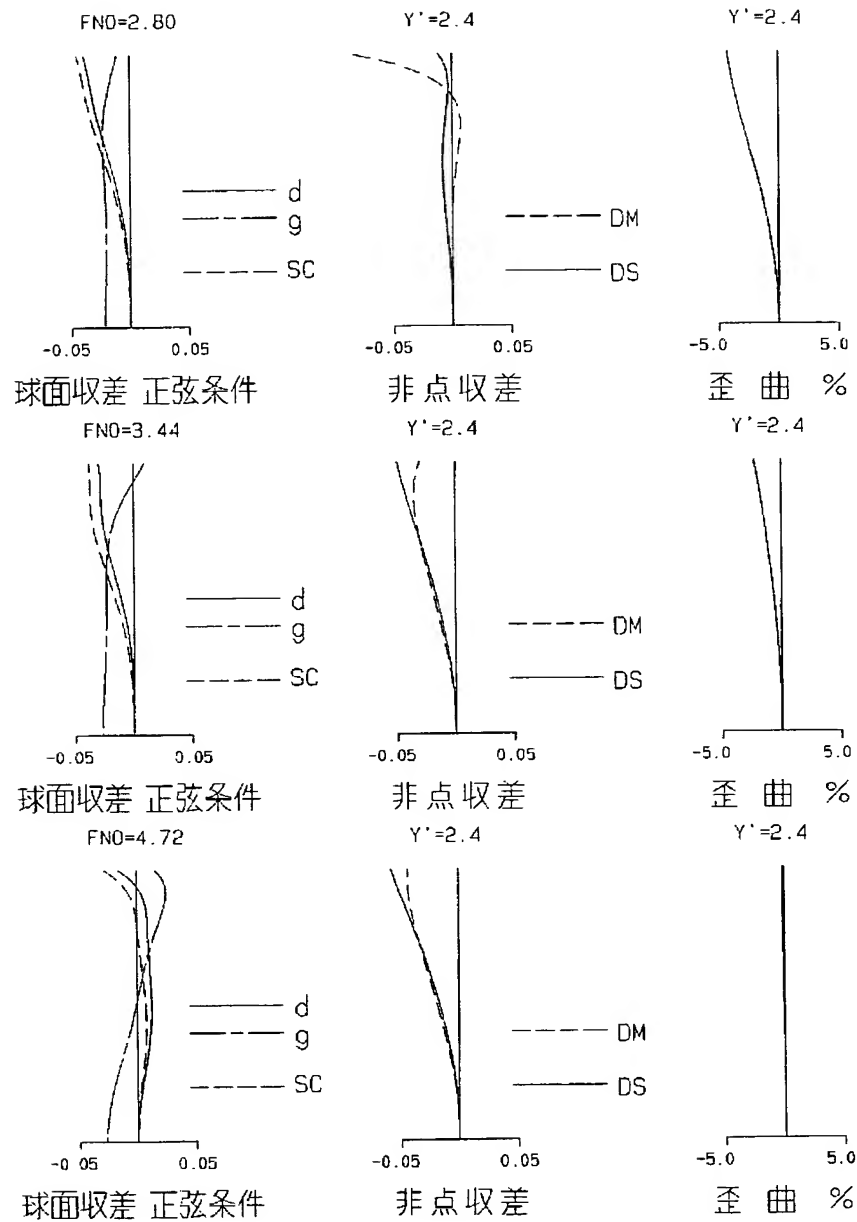 FNO=2.80 Y'=2.4 Y'=2.4
d
g
SC
DM
DS
-0.05 0.05 -0.05 0.05 -5.0 5.0
球面収差 正弦条件 非点収差 歪曲 %
FNO=3.44 Y'=2.4 Y'=2.4
d
g
SC
DM
DS
-0.05 0.05 -0.05 0.05 -5.0 5.0
球面収差 正弦条件 非点収差 歪曲 %
FNO=4.72 Y'=2.4 Y'=2.4
d
g
SC
DM
DS
-0.05 0.05 -0.05 0.05 -5.0 5.0
球面収差 正弦条件 非点収差 歪曲 %